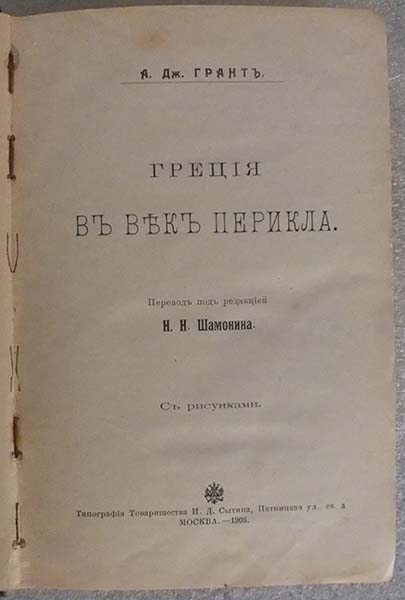 А. Дж. ГРАНТЪ.
ГРЕЦІЯ
ВЪ ВѢКЪ ПЕРИКЛА.
Переводъ подъ редакціей
Н. Н. Шамонина.
Съ рисунками.
Типографія Товарищества И. Д. Сытина, Пятницкая ул., св. д
МОСКВА.—1905.